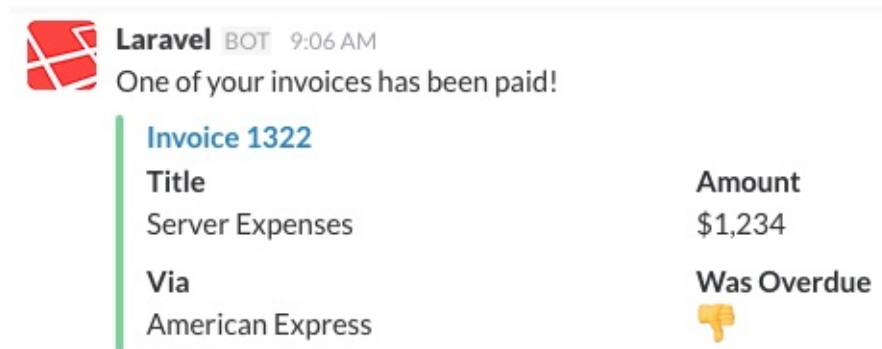 Laravel BOT 9:06 AM
One of your invoices has been paid!
Invoice 1322
Title Amount
Server Expenses $1,234
Via Was Overdue
American Express 👎